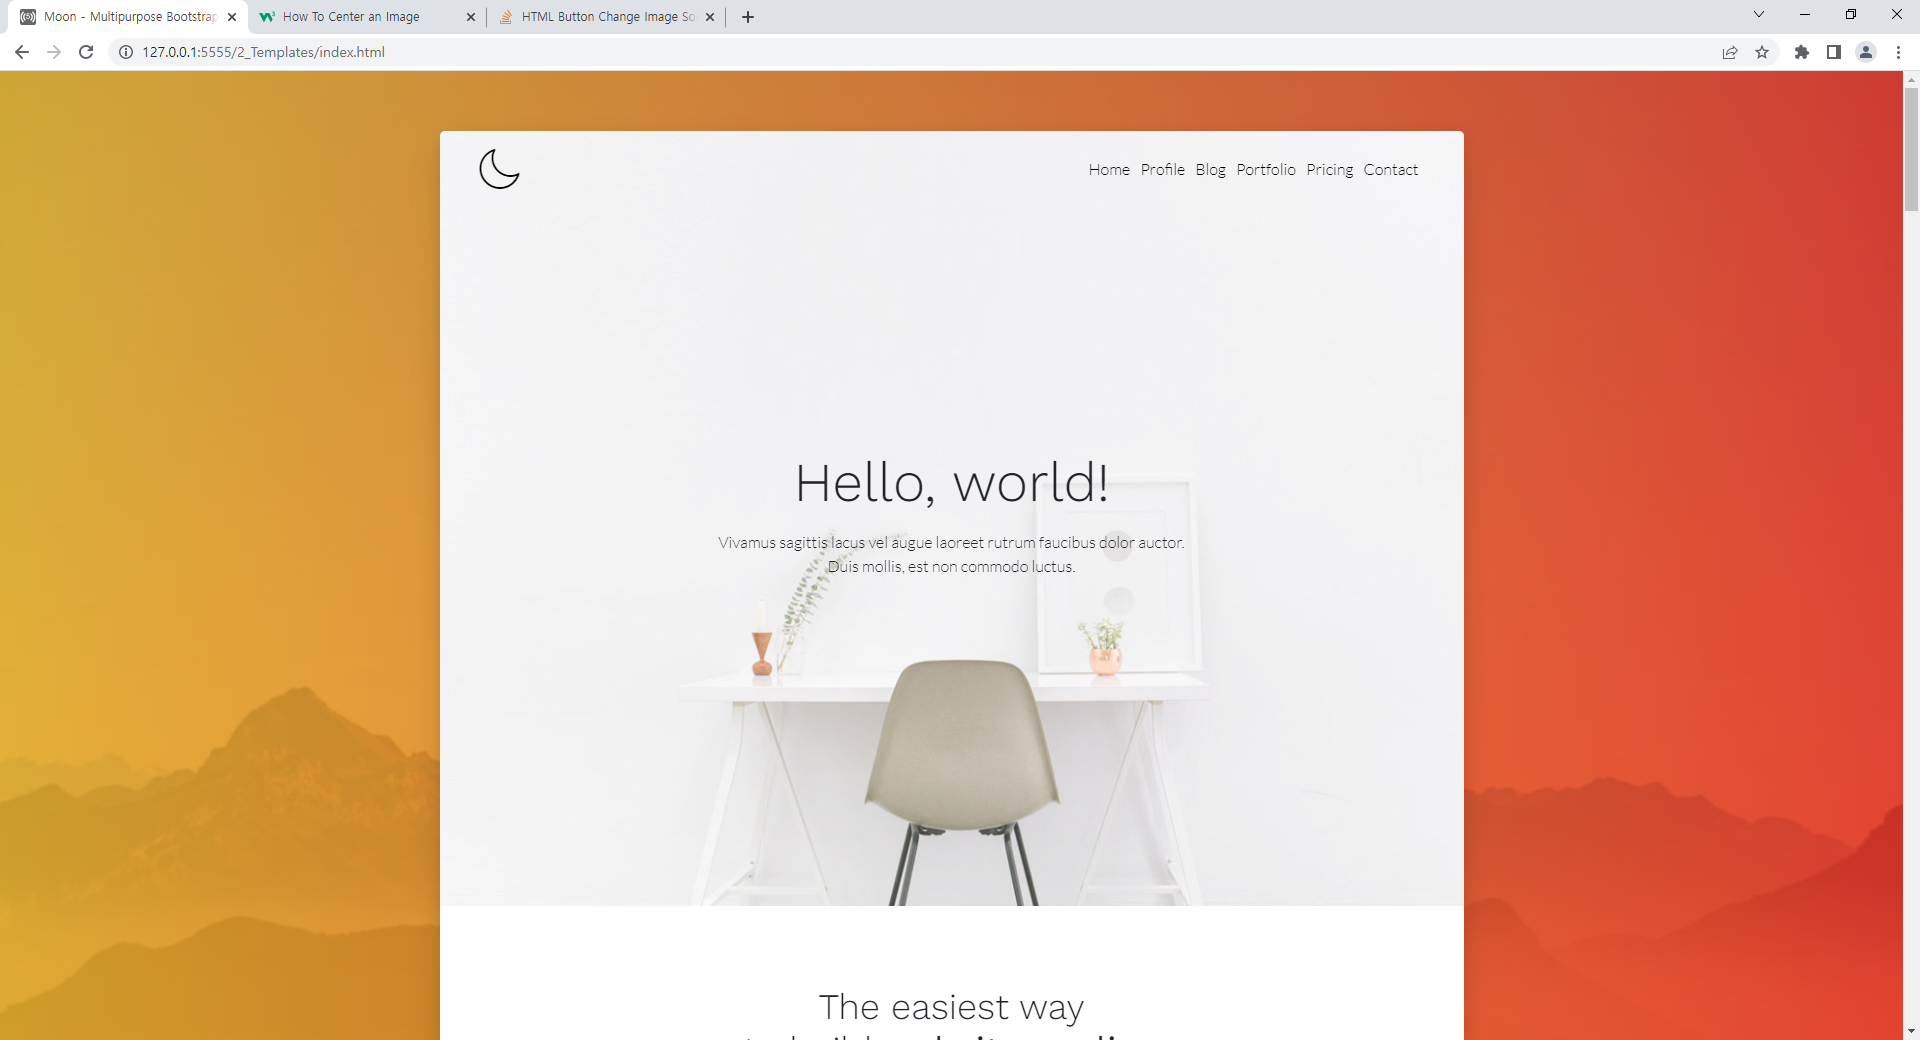 Moon - Multipurpose Bootstrap
How To Center an Image
HTML Button Change Image So
127.0.0.1:5555/2_Templates/index.html
Home Profile Blog Portfolio Pricing Contact
Hello, world!
Vivamus sagittis lacus vel augue laoreet rutrum faucibus dolor auctor.
Duis mollis, est non commodo luctus.
The easiest way